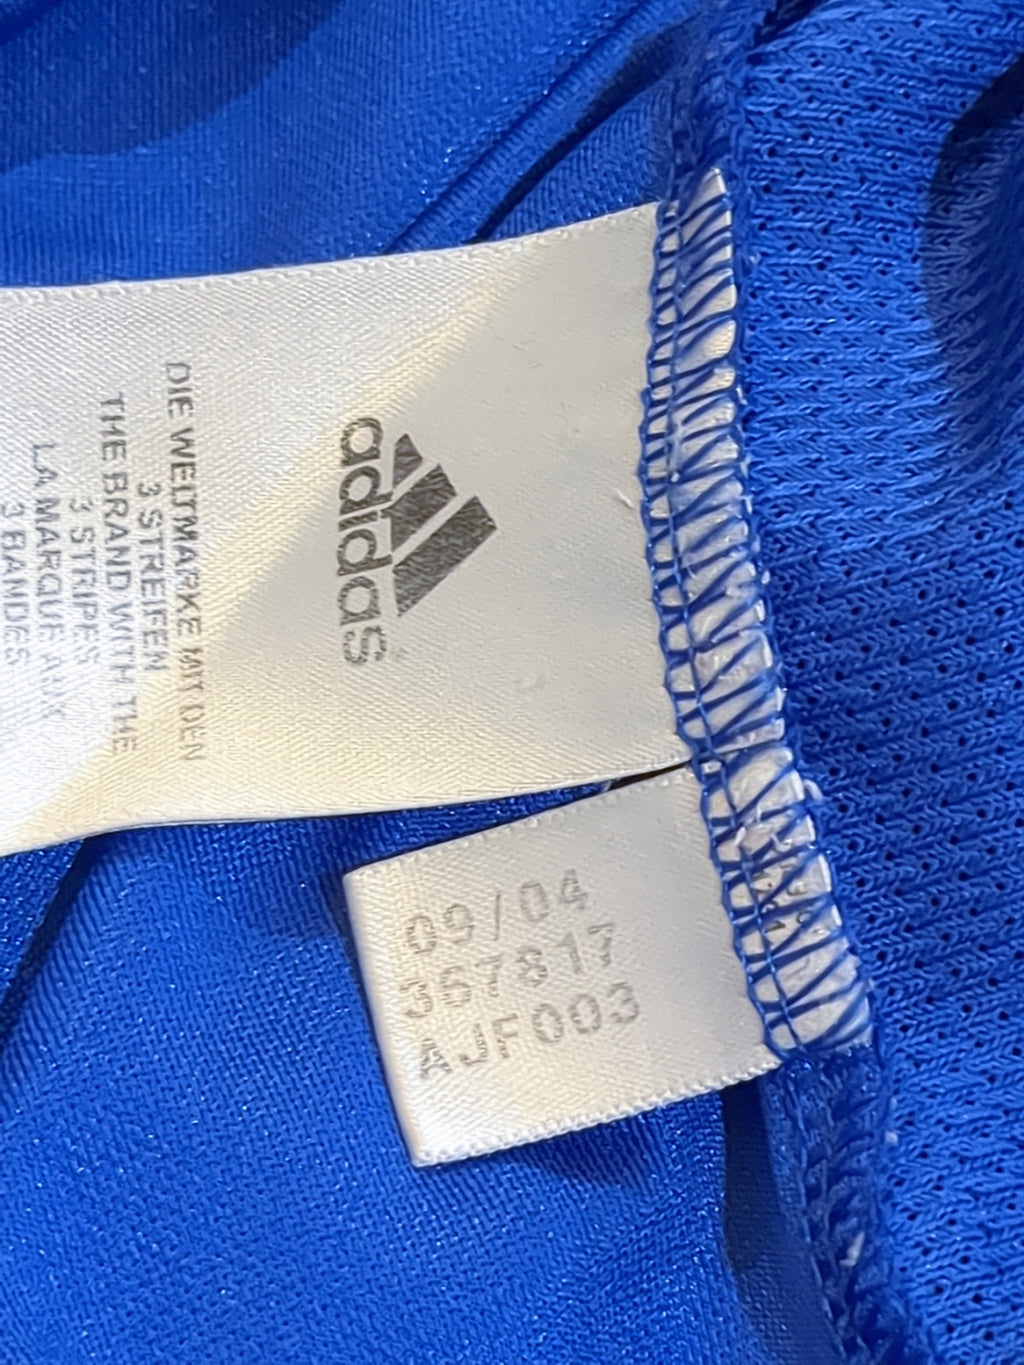 adidas
DIE WELTMARKE MIT DEN
3 STREIFEN
THE BRAND WITH THE
3 STRIPES
LA MARQUE AUX
3 BANDES
09/04
367817
AJF003